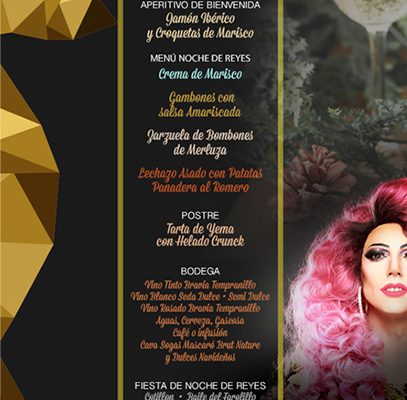 APERITIVO DE BIENVENIDA
Jamón Ibérico
y Croquetas de Marisco
MENÚ NOCHE DE REYES
Crema de Marisco
Gambones con
salsa Amariscada
Jarzuela de Bombones
de Merluza
Lechazo Asado con Patatas
Panadera al Romero
POSTRE
Tarta de Yema
con Helado Crunck
BODEGA
Vino Tinto Bravía Tempranillo
Vino Blanco Seda Dulce • Semi Dulce
Vino Rosado Bravía Tempranillo
Aguas, Cerveza, Gaseosa
Café o infusión
Cava Sogas Mascaró Brut Nature
y Dulces Navideños
FIESTA DE NOCHE DE REYES
Cotillon • Baile del Farolillo